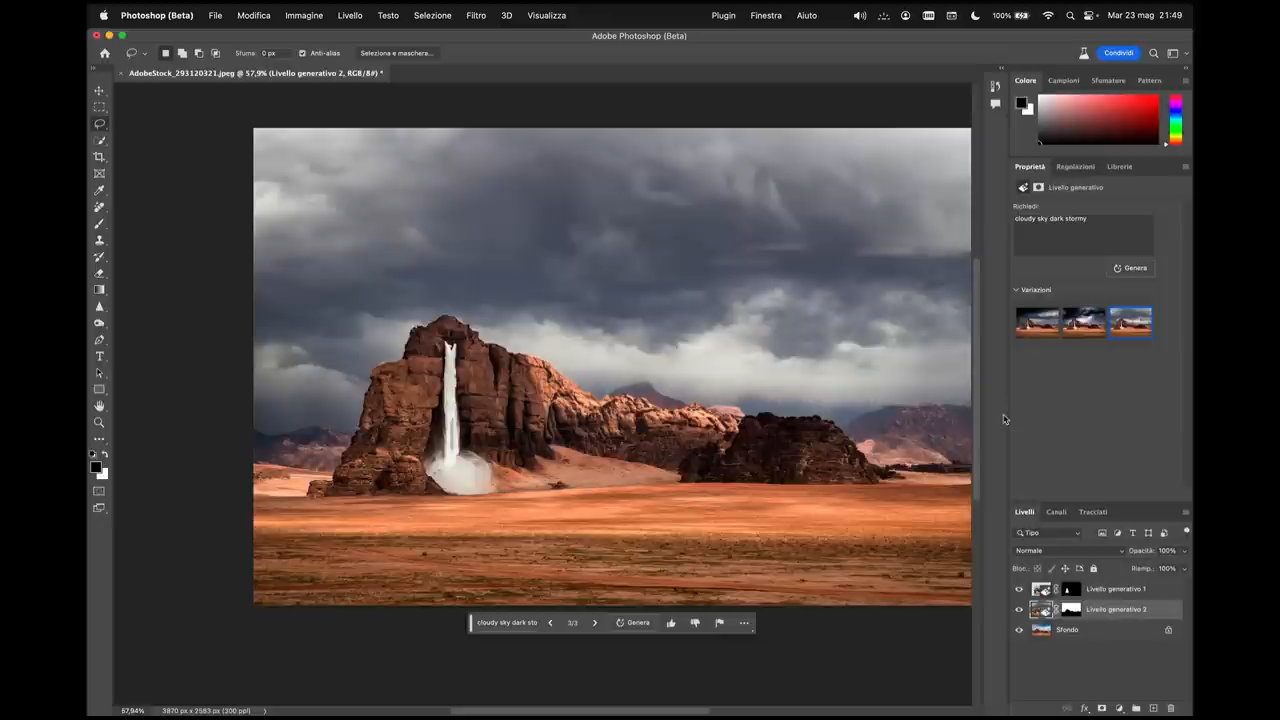 Photoshop (Beta) File Modifica Immagine Livello Testo Selezione Filtro 3D Visualizza Plugin Finestra Aiuto 100% Mar 23 mag 21:49
Adobe Photoshop (Beta)
Sfuma: 0 px Anti-alias Seleziona e maschera... Condividi
AdobeStock_293120321.jpeg @ 57,9% (Livello generativo 2, RGB/8#) *
Colore Campioni Sfumature Pattern
Proprietà Regolazioni Librerie
Livello generativo
Richiedi:
cloudy sky dark stormy
Genera
Variazioni
Livelli Canali Tracciati
Tipo
Normale Opacità: 100%
Bloc.: Riemp.: 100%
Livello generativo 1
Livello generativo 2
Sfondo
cloudy sky dark sto 3/3 Genera
57,94% 3870 px x 2583 px (300 ppi)